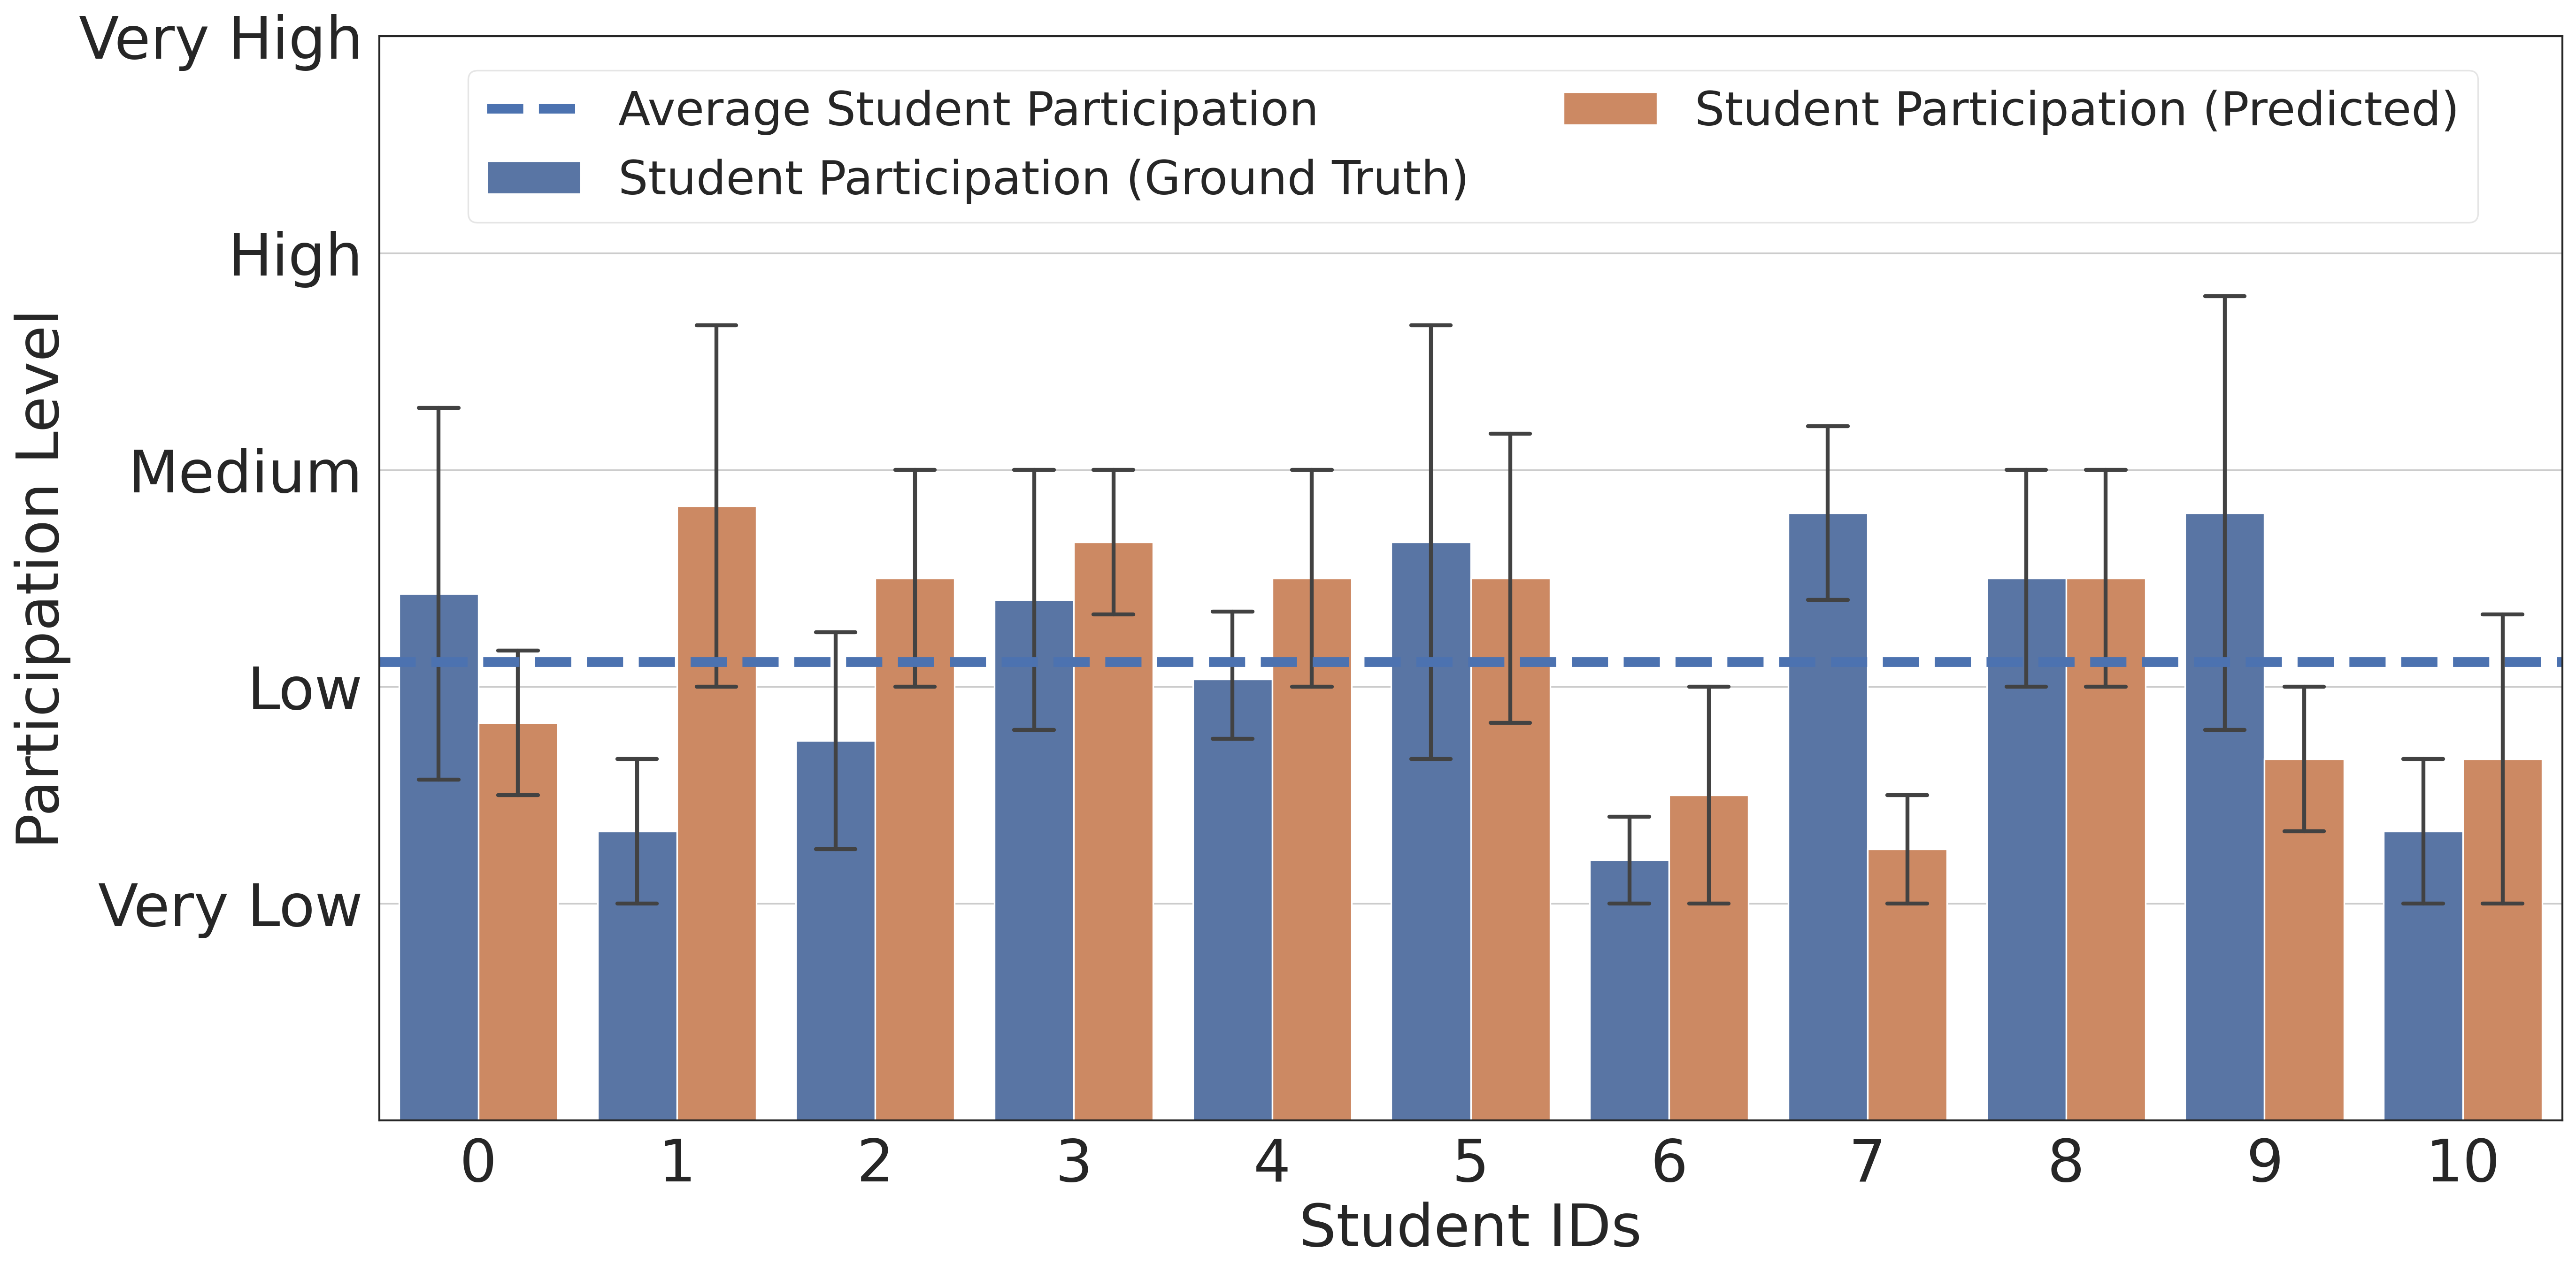 Very High
High
Medium
Low
Very Low
Participation Level
Average Student Participation
Student Participation (Ground Truth)
Student Participation (Predicted)
0 1 2 3 4 5 6 7 8 9 10
Student IDs